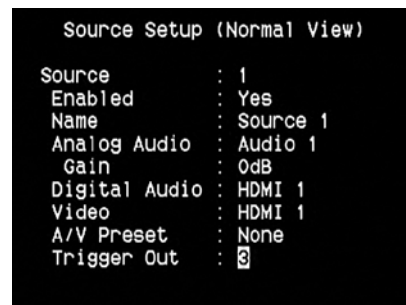 Source Setup (Normal View)
Source : 1
Enabled : Yes
Name : Source 1
Analog Audio : Audio 1
Gain : 0dB
Digital Audio : HDMI 1
Video : HDMI 1
A/V Preset : None
Trigger Out : 3